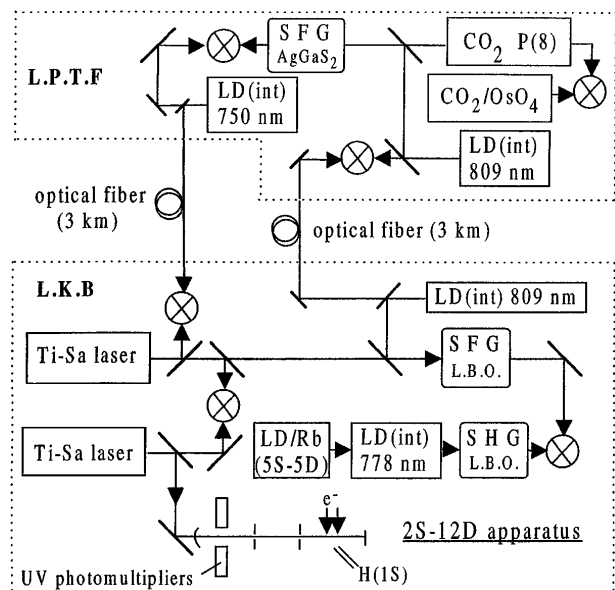 S F G
AgGaS2
CO2 P(8)
L.P.T.F
LD(int)
750 nm
CO2/OsO4
LD(int)
809 nm
optical fiber
(3 km)
optical fiber (3 km)
L.K.B
LD(int) 809 nm
Ti-Sa laser
S F G
L.B.O.
Ti-Sa laser
LD/Rb
(5S-5D)
LD(int)
778 nm
S H G
L.B.O.
e-
2S-12D apparatus
UV photomultipliers
H(1S)